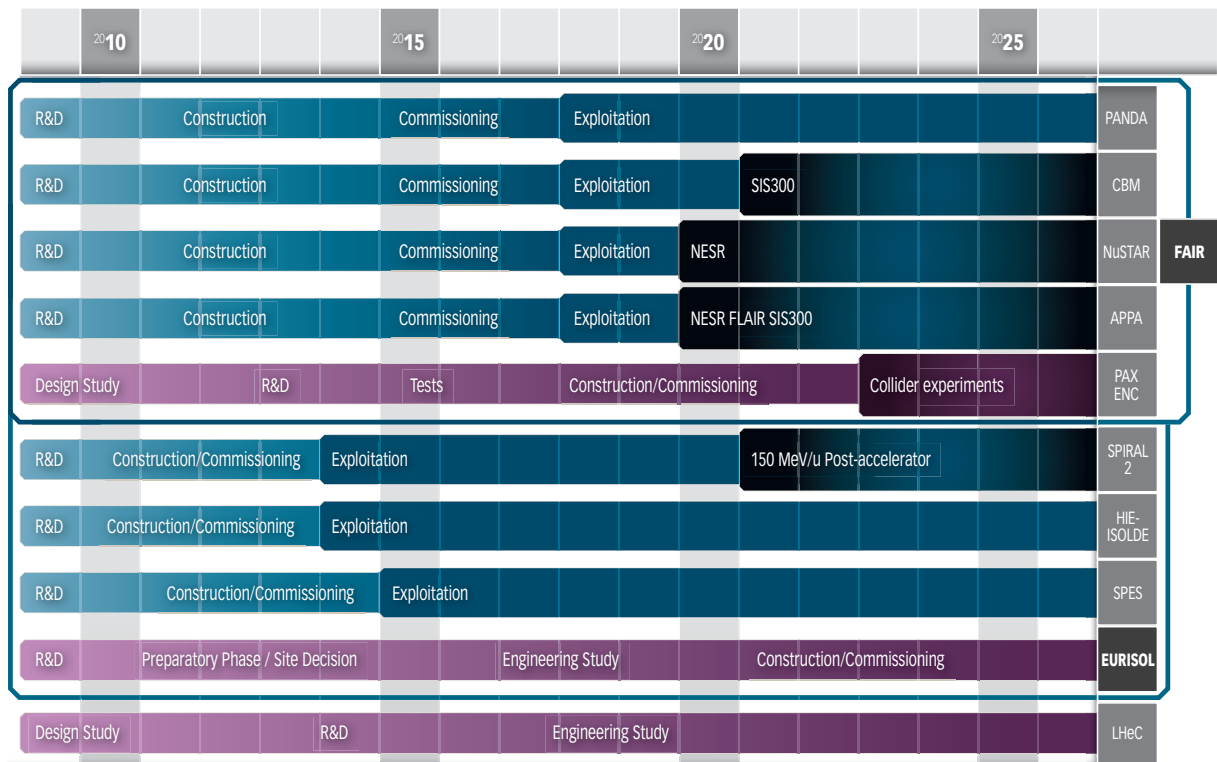 2010 2015 2020 2025
R&D Construction Commissioning Exploitation PANDA
R&D Construction Commissioning Exploitation SIS300 CBM
R&D Construction Commissioning Exploitation NESR NuSTAR FAIR
R&D Construction Commissioning Exploitation NESR FLAIR SIS300 APPA
Design Study R&D Tests Construction/Commissioning Collider experiments PAX
ENC
R&D Construction/Commissioning Exploitation 150 MeV/u Post-accelerator SPIRAL
2
R&D Construction/Commissioning Exploitation HIE-
ISOLDE
R&D Construction/Commissioning Exploitation SPES
R&D Preparatory Phase / Site Decision Engineering Study Construction/Commissioning EURISOL
Design Study R&D Engineering Study LHeC